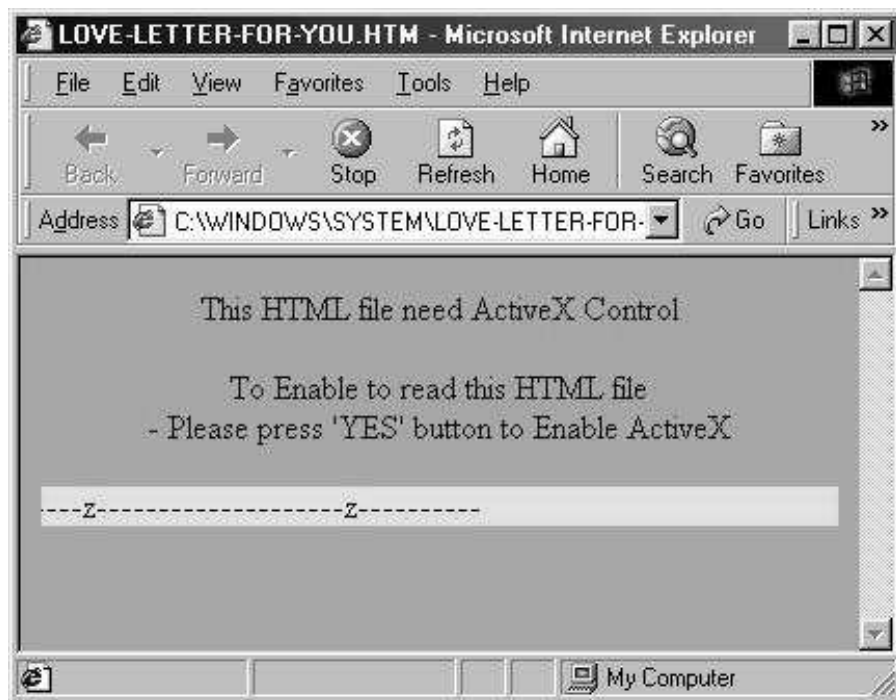 LOVE-LETTER-FOR-YOU.HTM - Microsoft Internet Explorer
File Edit View Favorites Tools Help
Back Forward Stop Refresh Home Search Favorites »
Address C:\WINDOWS\SYSTEM\LOVE-LETTER-FOR- Go Links »
This HTML file need ActiveX Control
To Enable to read this HTML file
- Please press 'YES' button to Enable ActiveX
----z--------------------z----------
My Computer